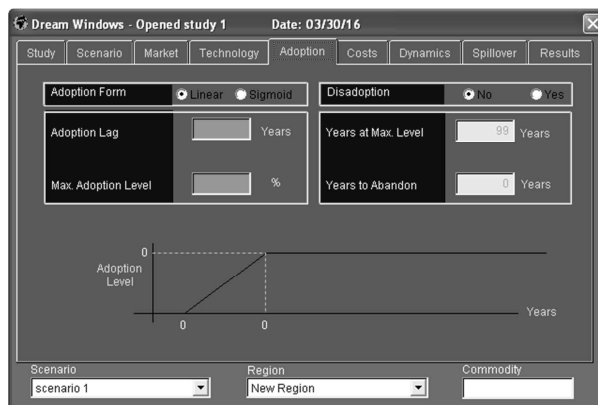 Dream Windows - Opened study 1 Date: 03/30/16
Study Scenario Market Technology Adoption Costs Dynamics Spillover Results
Adoption Form Linear Sigmoid Disadoption No Yes
Adoption Lag Years Years at Max. Level 99 Years
Max. Adoption Level % Years to Abandon 0 Years
0
Adoption
Level
Years
0 0
Scenario Region Commodity
scenario 1 New Region